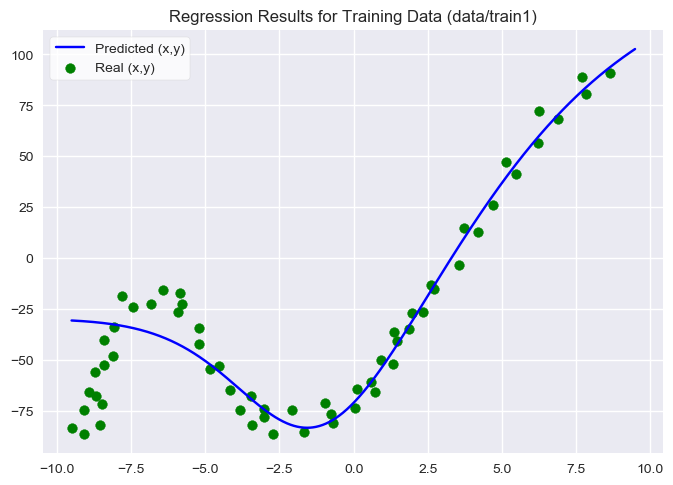 Regression Results for Training Data (data/train1)
Predicted (x,y)
Real (x,y)
100
75
50
25
0
−25
−50
−75
−10.0 −7.5 −5.0 −2.5 0.0 2.5 5.0 7.5 10.0